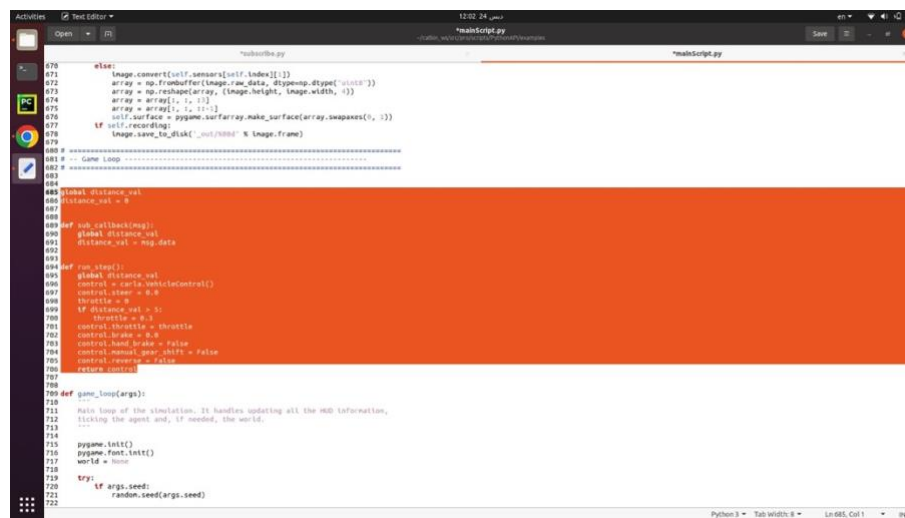 Activities Text Editor 12:02 24 ديس en
Open *mainScript.py Save
~/catkin_ws/src/pro/scripts/PythonAPI/examples
*subscribe.py *mainScript.py
670 else:
671 image.convert(self.sensors[self.index][1])
672 array = np.frombuffer(image.raw_data, dtype=np.dtype("uint8"))
673 array = np.reshape(array, (image.height, image.width, 4))
674 array = array[:, :, :3]
675 array = array[:, :, ::-1]
676 self.surface = pygame.surfarray.make_surface(array.swapaxes(0, 1))
677 if self.recording:
678 image.save_to_disk('_out/%08d' % image.frame)
679
680 # ==============================================================================
681 # -- Game Loop ---------------------------------------------------------
682 # ==============================================================================
683
684
685 global distance_val
686 distance_val = 0
687
688
689 def sub_callback(msg):
690 global distance_val
691 distance_val = msg.data
692
693
694 def run_step():
695 global distance_val
696 control = carla.VehicleControl()
697 control.steer = 0.0
698 throttle = 0
699 if distance_val > 5:
700 throttle = 0.3
701 control.throttle = throttle
702 control.brake = 0.0
703 control.hand_brake = False
704 control.manual_gear_shift = False
705 control.reverse = False
706 return control
707
708
709 def game_loop(args):
710 """
711 Main loop of the simulation. It handles updating all the HUD information,
712 ticking the agent and, if needed, the world.
713 """
714
715 pygame.init()
716 pygame.font.init()
717 world = None
718
719 try:
720 if args.seed:
721 random.seed(args.seed)
722
Python 3 Tab Width: 8 Ln 685, Col 1